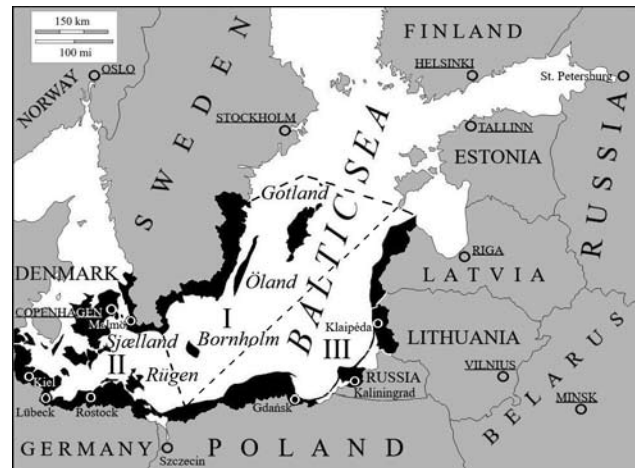 150 km
100 mi
FINLAND
OSLO
HELSINKI
St. Petersburg
NORWAY
SWEDEN
STOCKHOLM
TALLINN
ESTONIA
RUSSIA
BALTIC SEA
Götland
RIGA
LATVIA
DENMARK
Öland
COPENHAGEN
Malmö
I
Klaipėda
Sjælland
Bornholm
III
LITHUANIA
II
Rügen
VILNIUS
BELARUS
Kiel
RUSSIA
Kaliningrad
MINSK
Lübeck
Rostock
Gdańsk
GERMANY
POLAND
Szczecin